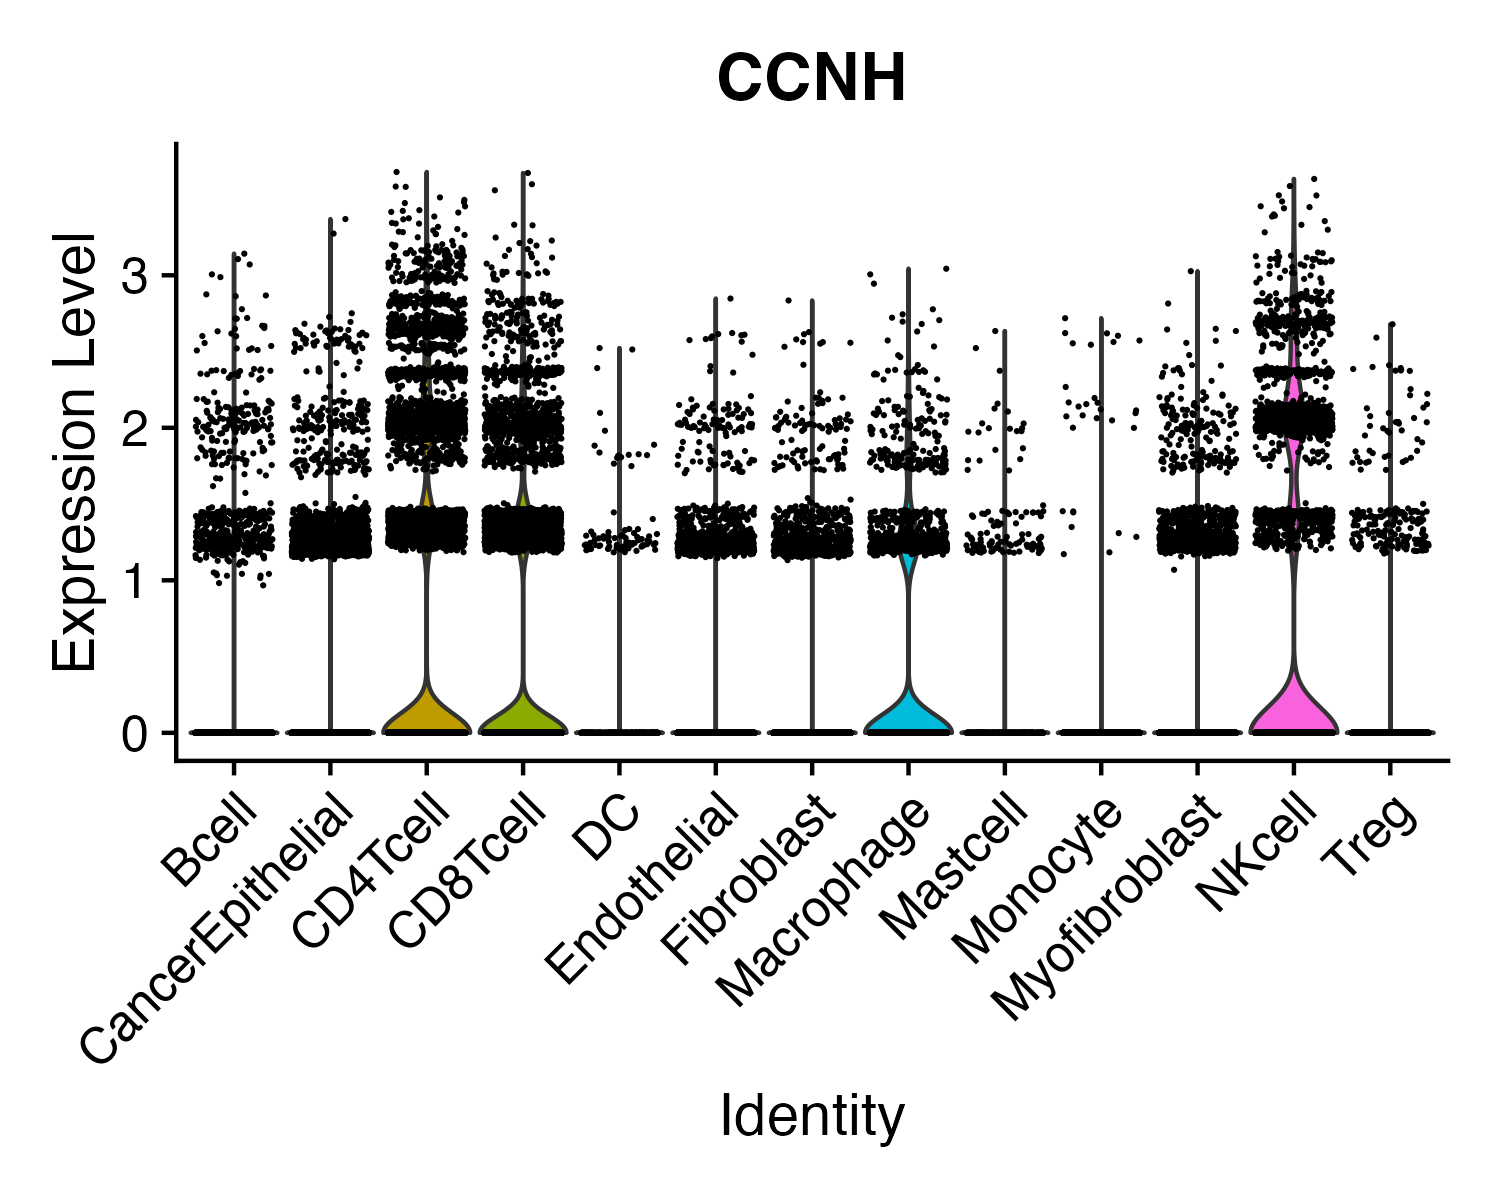 CCNH
Expression Level
3
2
1
0
Bcell
CancerEpithelial
CD4Tcell
CD8Tcell
DC
Endothelial
Fibroblast
Macrophage
Mastcell
Monocyte
Myofibroblast
NKcell
Treg
Identity